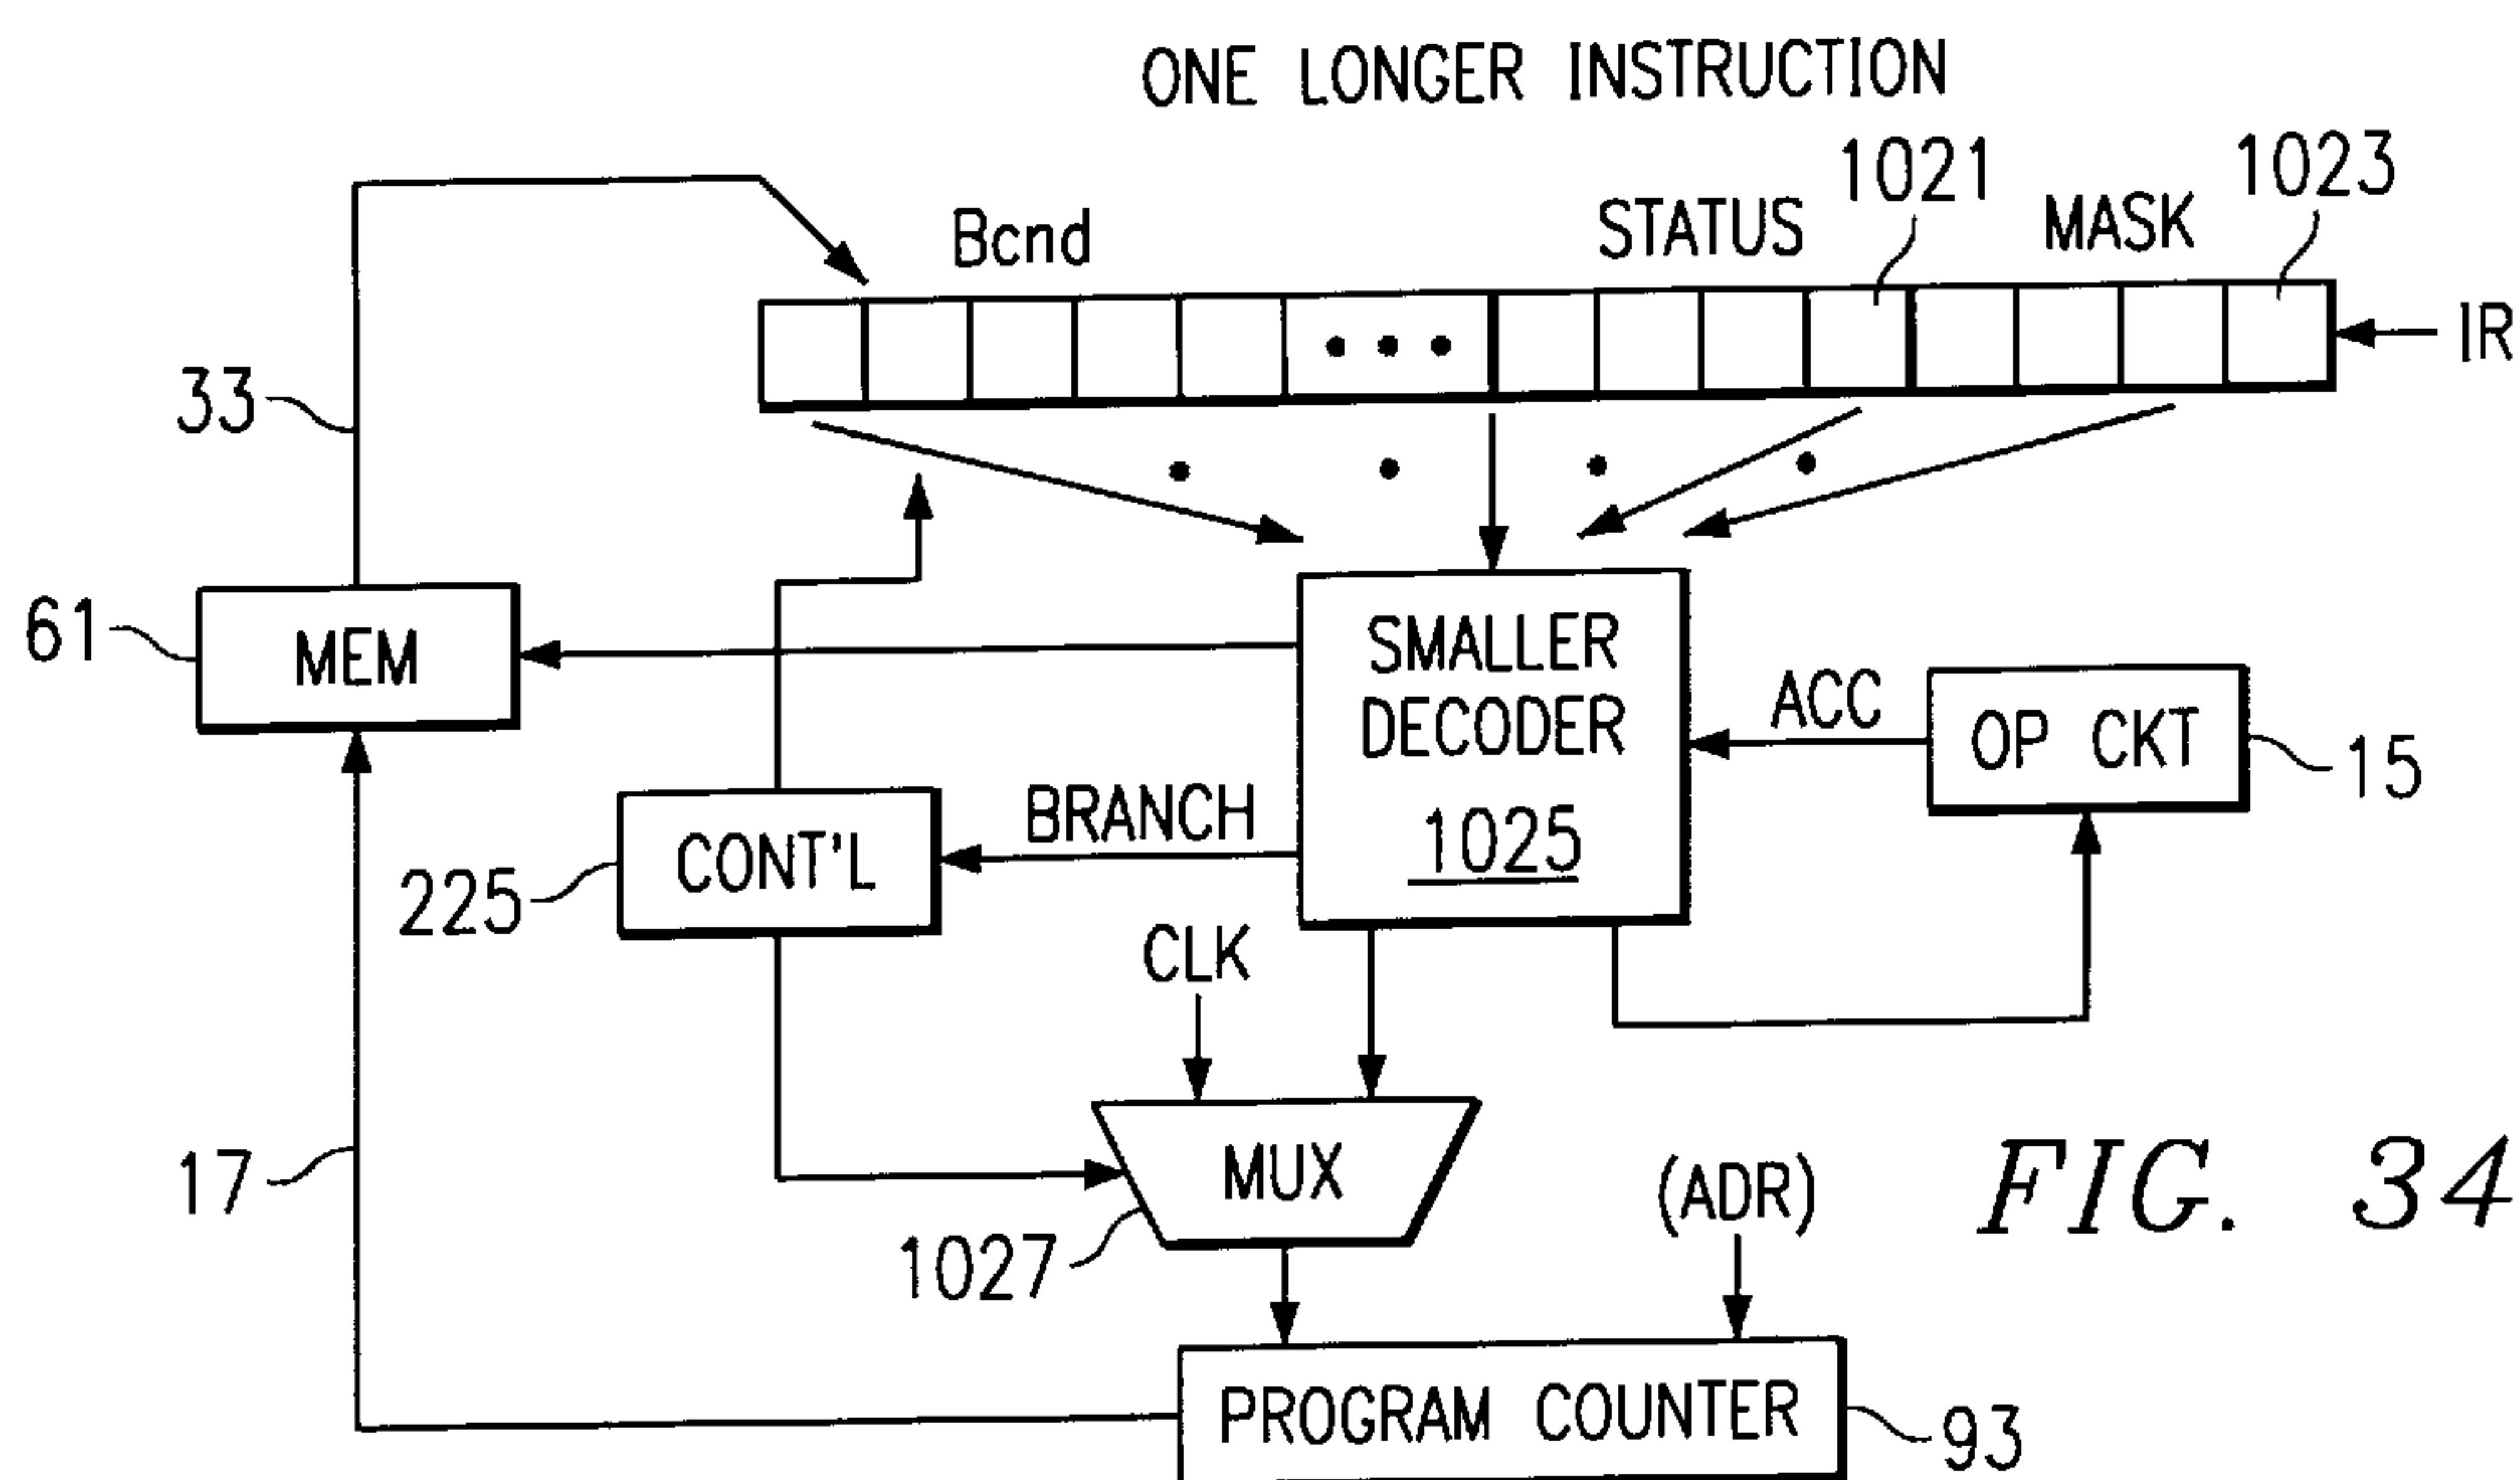 ONE LONGER INSTRUCTION
1021
1023
Bcnd
STATUS
MASK
IR
33
61
MEM
SMALLER
DECODER
1025
ACC
OP CKT
15
225
CONT'L
BRANCH
CLK
17
MUX
1027
(ADR)
FIG. 34
PROGRAM COUNTER
93